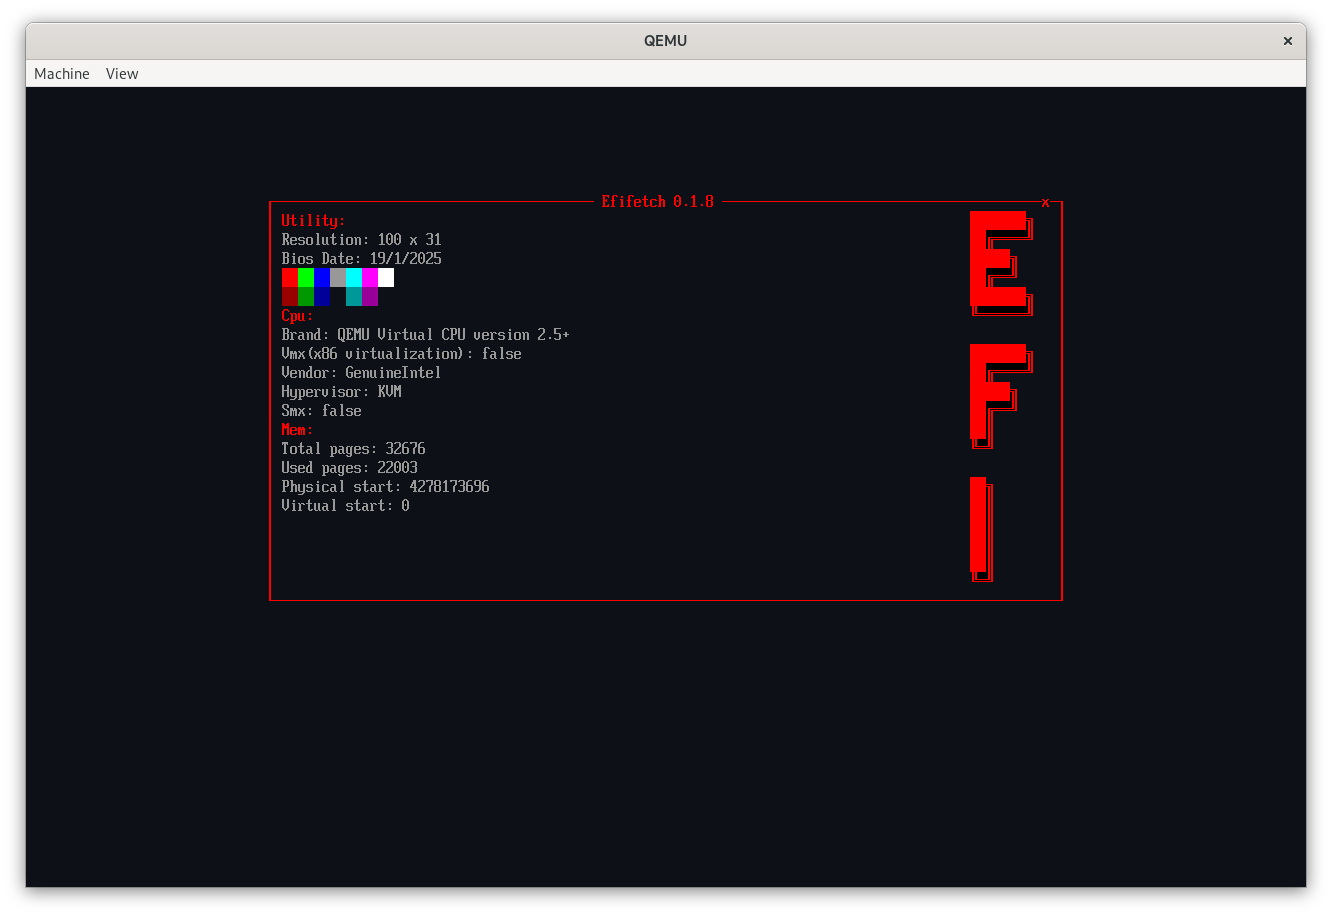 QEMU
×
Machine View
Efifetch 0.1.8
x
Utility:
Resolution: 100 x 31
Bios Date: 19/1/2025
Cpu:
Brand: QEMU Virtual CPU version 2.5+
Vmx(x86 virtualization): false
Vendor: GenuineIntel
Hypervisor: KVM
Smx: false
Mem:
Total pages: 32676
Used pages: 22003
Physical start: 4278173696
Virtual start: 0
E
F
I